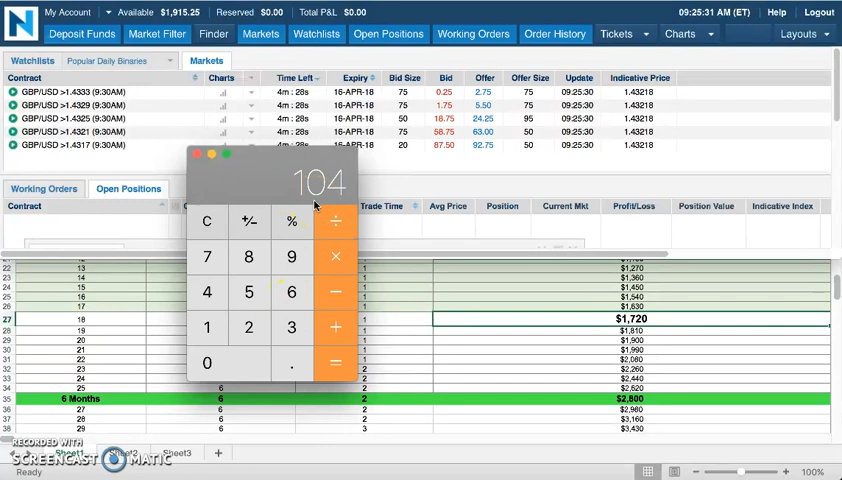 My Account Available $1,915.25 Reserved $0.00 Total P&L $0.00 09:25:31 AM (ET) Help Logout
N Deposit Funds Market Filter Finder Markets Watchlists Open Positions Working Orders Order History Tickets Charts Layouts
Watchlists Popular Daily Binaries Markets
Contract Charts Time Left Expiry Bid Size Bid Offer Offer Size Update Indicative Price
GBP/USD >1.4333 (9:30AM) 4m : 28s 16-APR-18 75 0.25 2.75 75 09:25:30 1.43218
GBP/USD >1.4329 (9:30AM) 4m : 28s 16-APR-18 75 1.75 5.50 75 09:25:30 1.43218
GBP/USD >1.4325 (9:30AM) 4m : 28s 16-APR-18 50 18.75 24.25 95 09:25:30 1.43218
GBP/USD >1.4321 (9:30AM) 4m : 28s 16-APR-18 75 58.75 63.00 50 09:25:30 1.43218
GBP/USD >1.4317 (9:30AM) 4m : 28s 16-APR-18 20 87.50 92.75 50 09:25:30 1.43218
104
Working Orders Open Positions
Contract Trade Time Avg Price Position Current Mkt Profit/Loss Position Value Indicative Index
C +/− % ÷
7 8 9 ×
4 5 6 −
1 2 3 +
0 . =
22 13 1 $1,270
23 14 1 $1,360
24 15 1 $1,450
25 16 1 $1,540
26 17 1 $1,630
27 18 1 $1,720
28 19 1 $1,810
29 20 1 $1,900
30 21 1 $1,990
31 22 2 $2,080
32 23 2 $2,260
33 24 2 $2,440
34 25 6 2 $2,620
35 6 Months 6 2 $2,800
36 27 6 2 $2,980
37 28 6 2 $3,160
38 29 6 3 $3,430
RECORDED WITH
SCREENCAST MATIC
Sheet1 Sheet2 Sheet3 +
Ready 100%